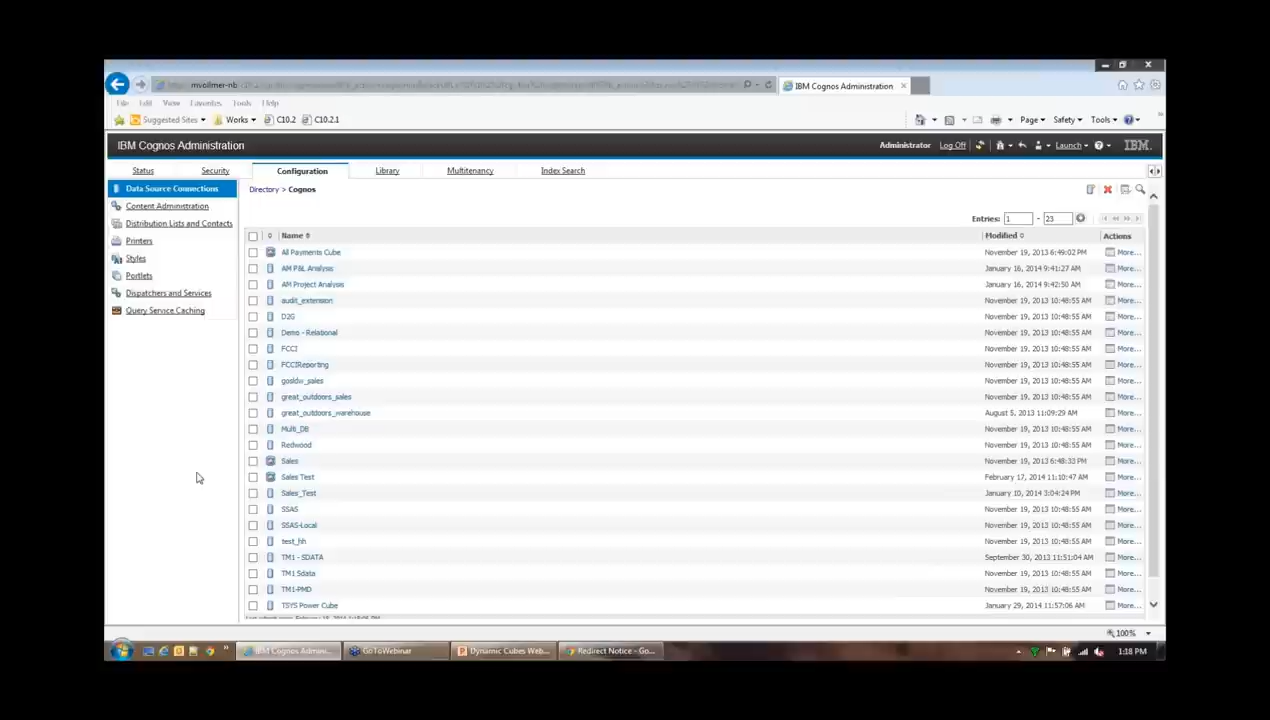 mvollmer-nb
IBM Cognos Administration
File Edit View Favorites Tools Help
Suggested Sites Works C10.2 C10.2.1
Page Safety Tools
IBM Cognos Administration
Administrator Log Off Launch IBM
Status Security Configuration Library Multitenancy Index Search
Data Source Connections
Content Administration
Distribution Lists and Contacts
Printers
Styles
Portlets
Dispatchers and Services
Query Service Caching
Directory > Cognos
Entries: 1 - 23
Name Modified Actions
All Payments Cube November 19, 2013 6:49:02 PM More...
AM P&L Analysis January 16, 2014 9:41:27 AM More...
AM Project Analysis January 16, 2014 9:42:50 AM More...
audit_extension November 19, 2013 10:48:55 AM More...
D2G November 19, 2013 10:48:55 AM More...
Demo - Relational November 19, 2013 10:48:55 AM More...
FCCI November 19, 2013 10:48:55 AM More...
FCCIReporting November 19, 2013 10:48:55 AM More...
gosldw_sales November 19, 2013 10:48:55 AM More...
great_outdoors_sales November 19, 2013 10:48:55 AM More...
great_outdoors_warehouse August 5, 2013 11:09:29 AM More...
Multi_DB November 19, 2013 10:48:55 AM More...
Redwood November 19, 2013 10:48:55 AM More...
Sales November 19, 2013 6:48:33 PM More...
Sales Test February 17, 2014 11:10:47 AM More...
Sales_Test January 10, 2014 3:04:24 PM More...
SSAS November 19, 2013 10:48:55 AM More...
SSAS-Local November 19, 2013 10:48:55 AM More...
test_hh November 19, 2013 10:48:55 AM More...
TM1 - SDATA September 30, 2013 11:51:04 AM More...
TM1 Sdata November 19, 2013 10:48:55 AM More...
TM1-PMD November 19, 2013 10:48:55 AM More...
TSYS Power Cube January 29, 2014 11:57:06 AM More...
100%
IBM Cognos Admini... GoToWebinar Dynamic Cubes Web... Redirect Notice - Go... 1:18 PM